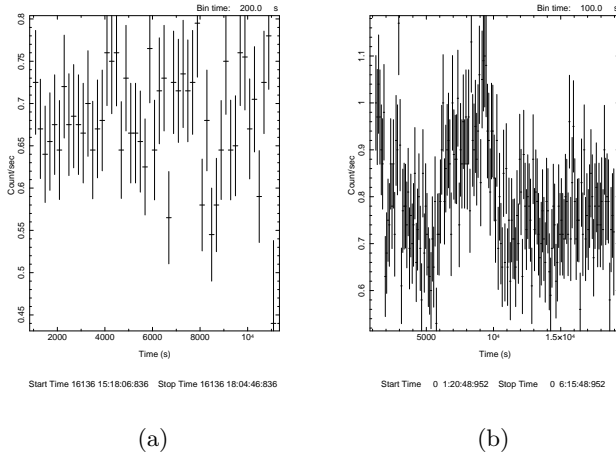 Bin time: 200.0 s
Count/sec
0.8
0.75
0.7
0.65
0.6
0.55
0.5
0.45
2000 4000 6000 8000 10⁴
Time (s)
Start Time 16136 15:18:06:836 Stop Time 16136 18:04:46:836
(a)
Bin time: 100.0 s
Count/sec
1.1
1
0.9
0.8
0.7
0.6
5000 10⁴ 1.5×10⁴
Time (s)
Start Time 0 1:20:48:952 Stop Time 0 6:15:48:952
(b)